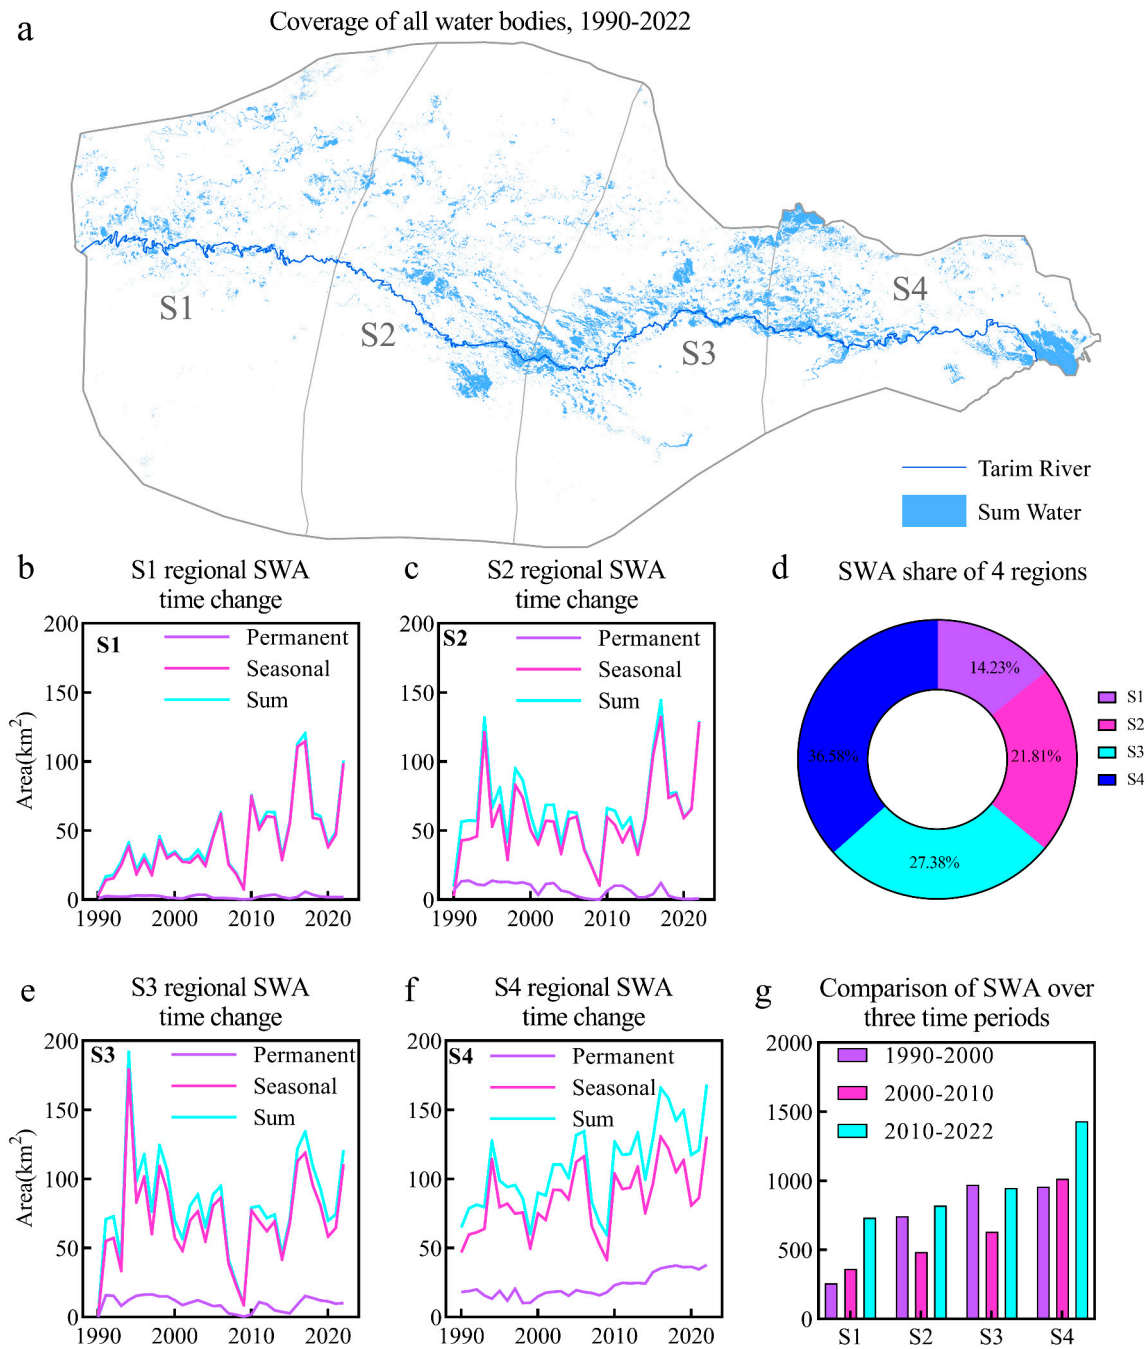 a
Coverage of all water bodies, 1990-2022
S1
S2
S3
S4
Tarim River
Sum Water
b
S1 regional SWA
time change
S1
Permanent
Seasonal
Sum
Area(km²)
200
150
100
50
0
1990
2000
2010
2020
c
S2 regional SWA
time change
S2
Permanent
Seasonal
Sum
200
150
100
50
0
1990
2000
2010
2020
d
SWA share of 4 regions
14.23%
21.81%
27.38%
36.58%
S1
S2
S3
S4
e
S3 regional SWA
time change
S3
Permanent
Seasonal
Sum
Area(km²)
200
150
100
50
0
1990
2000
2010
2020
f
S4 regional SWA
time change
S4
Permanent
Seasonal
Sum
200
150
100
50
0
1990
2000
2010
2020
g
Comparison of SWA over
three time periods
1990-2000
2000-2010
2010-2022
2000
1500
1000
500
0
S1
S2
S3
S4